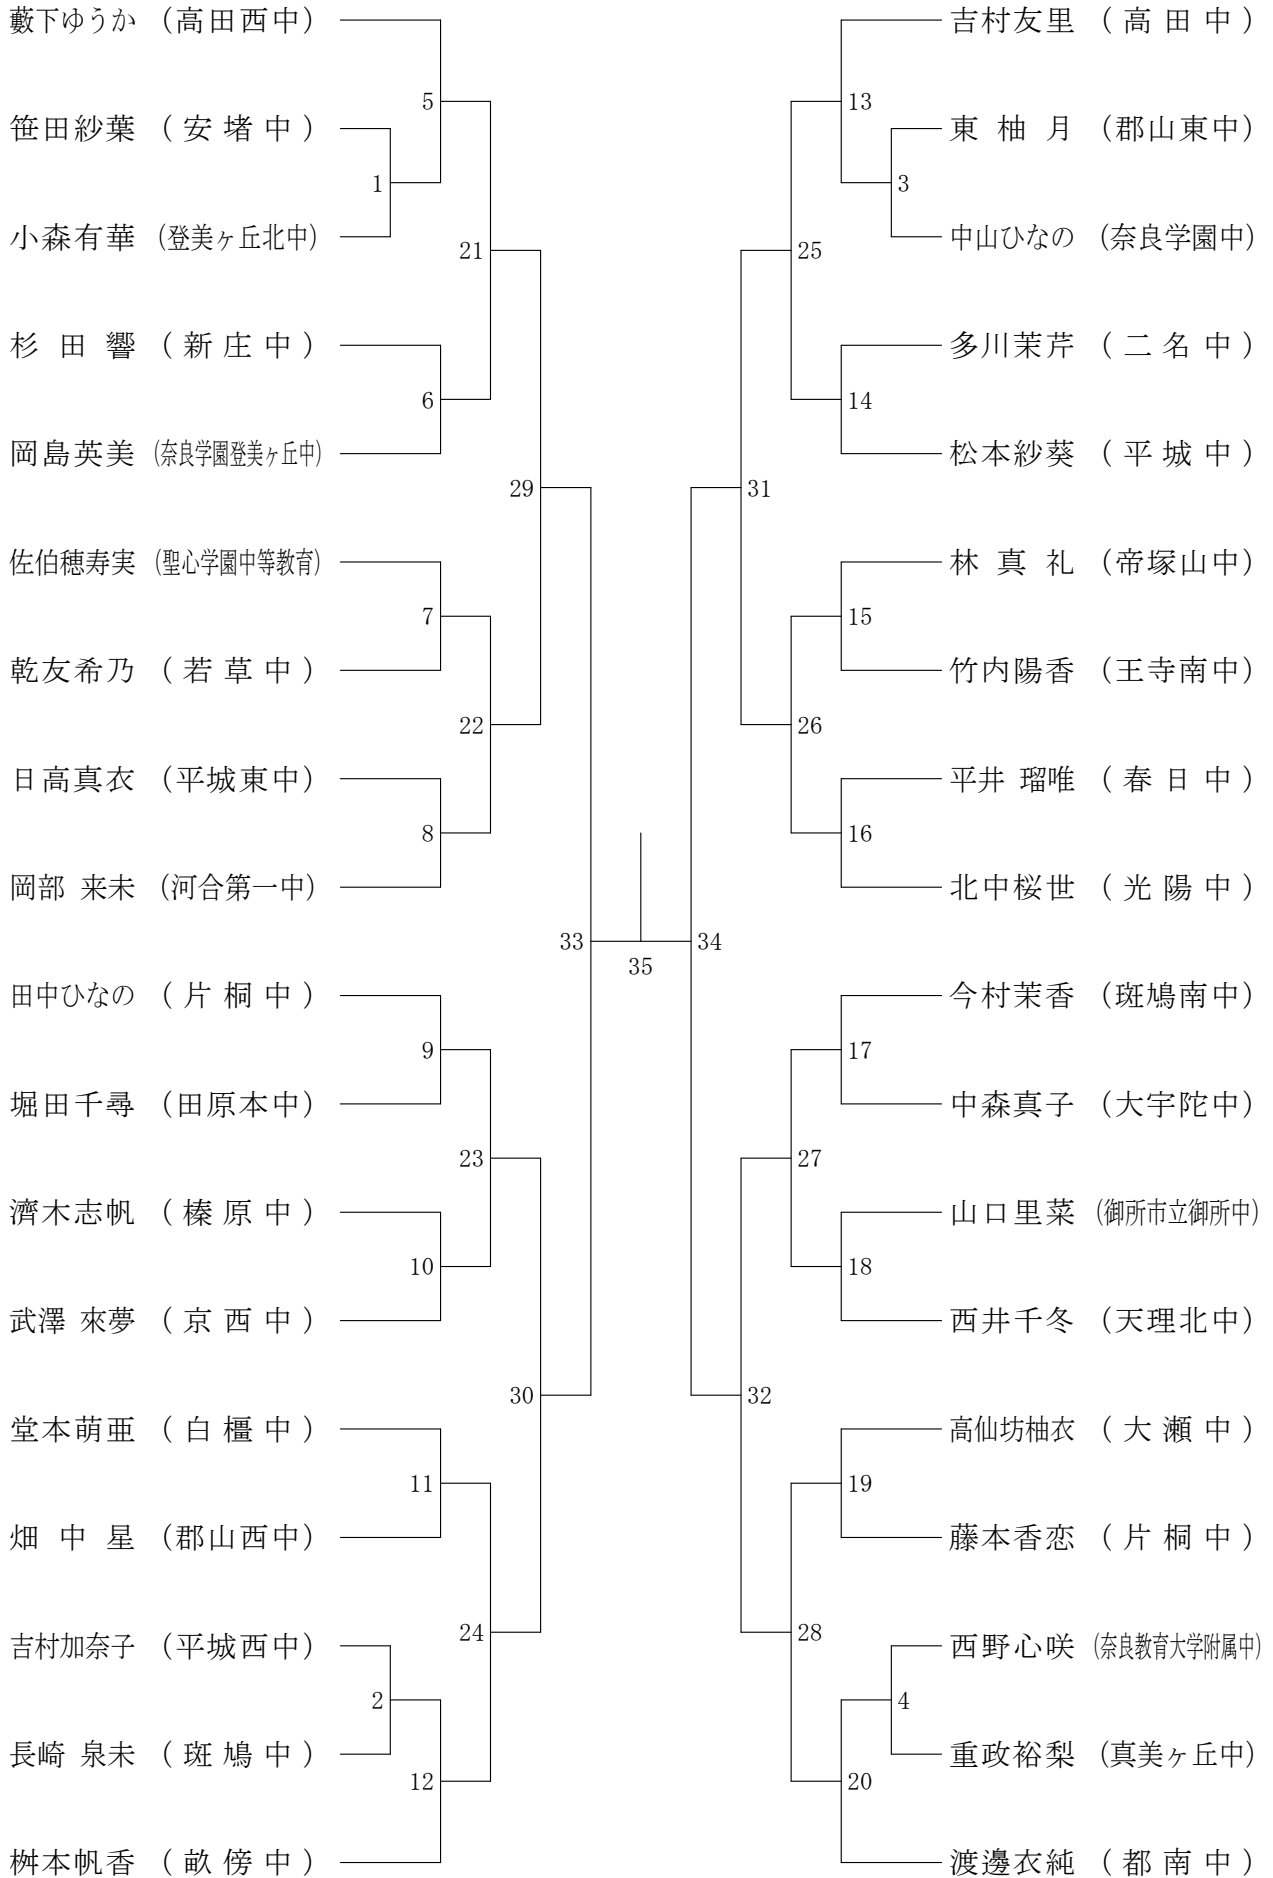 藪下ゆうか (高田西中)
笹田紗葉 (安堵中)
小森有華 (登美ヶ丘北中)
杉田響 (新庄中)
岡島英美 (奈良学園登美ヶ丘中)
佐伯穂寿実 (聖心学園中等教育)
乾友希乃 (若草中)
日高真衣 (平城東中)
岡部 来未 (河合第一中)
田中ひなの (片桐中)
堀田千尋 (田原本中)
濟木志帆 (榛原中)
武澤 來夢 (京西中)
堂本萌亜 (白橿中)
畑中星 (郡山西中)
吉村加奈子 (平城西中)
長崎 泉未 (斑鳩中)
桝本帆香 (畝傍中)
1
2
5
6
7
8
9
10
11
12
21
22
23
24
29
30
33
35
34
31
32
25
26
27
28
13
14
15
16
17
18
19
20
3
4
吉村友里 (高田中)
東柚月 (郡山東中)
中山ひなの (奈良学園中)
多川茉芹 (二名中)
松本紗葵 (平城中)
林真礼 (帝塚山中)
竹内陽香 (王寺南中)
平井 瑠唯 (春日中)
北中桜世 (光陽中)
今村茉香 (斑鳩南中)
中森真子 (大宇陀中)
山口里菜 (御所市立御所中)
西井千冬 (天理北中)
高仙坊柚衣 (大瀬中)
藤本香恋 (片桐中)
西野心咲 (奈良教育大学附属中)
重政裕梨 (真美ヶ丘中)
渡邊衣純 (都南中)